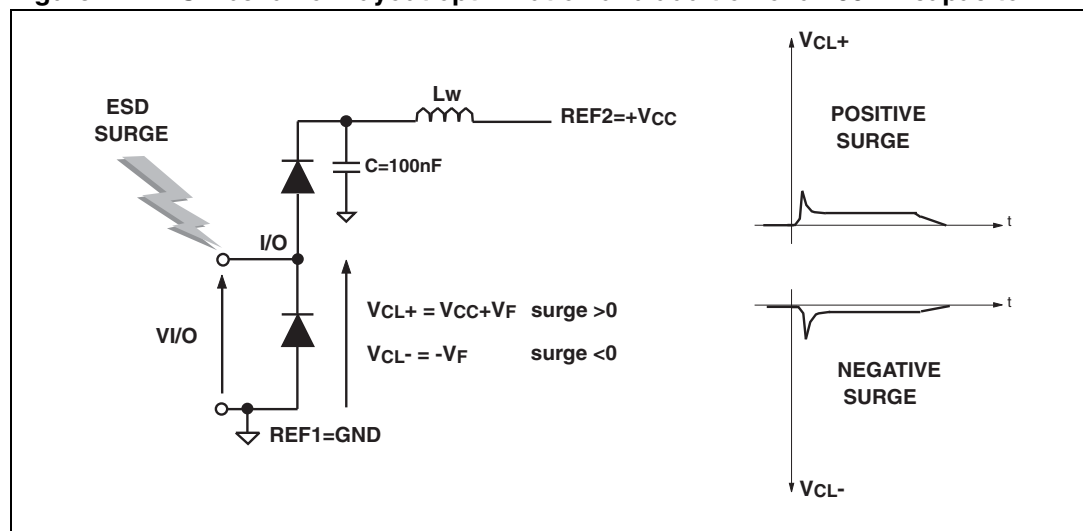 ESD
SURGE
Lw
REF2=+VCC
C=100nF
I/O
VI/O
VCL+ = VCC+VF surge >0
VCL- = -VF surge <0
REF1=GND
VCL+
POSITIVE
SURGE
t
t
NEGATIVE
SURGE
VCL-